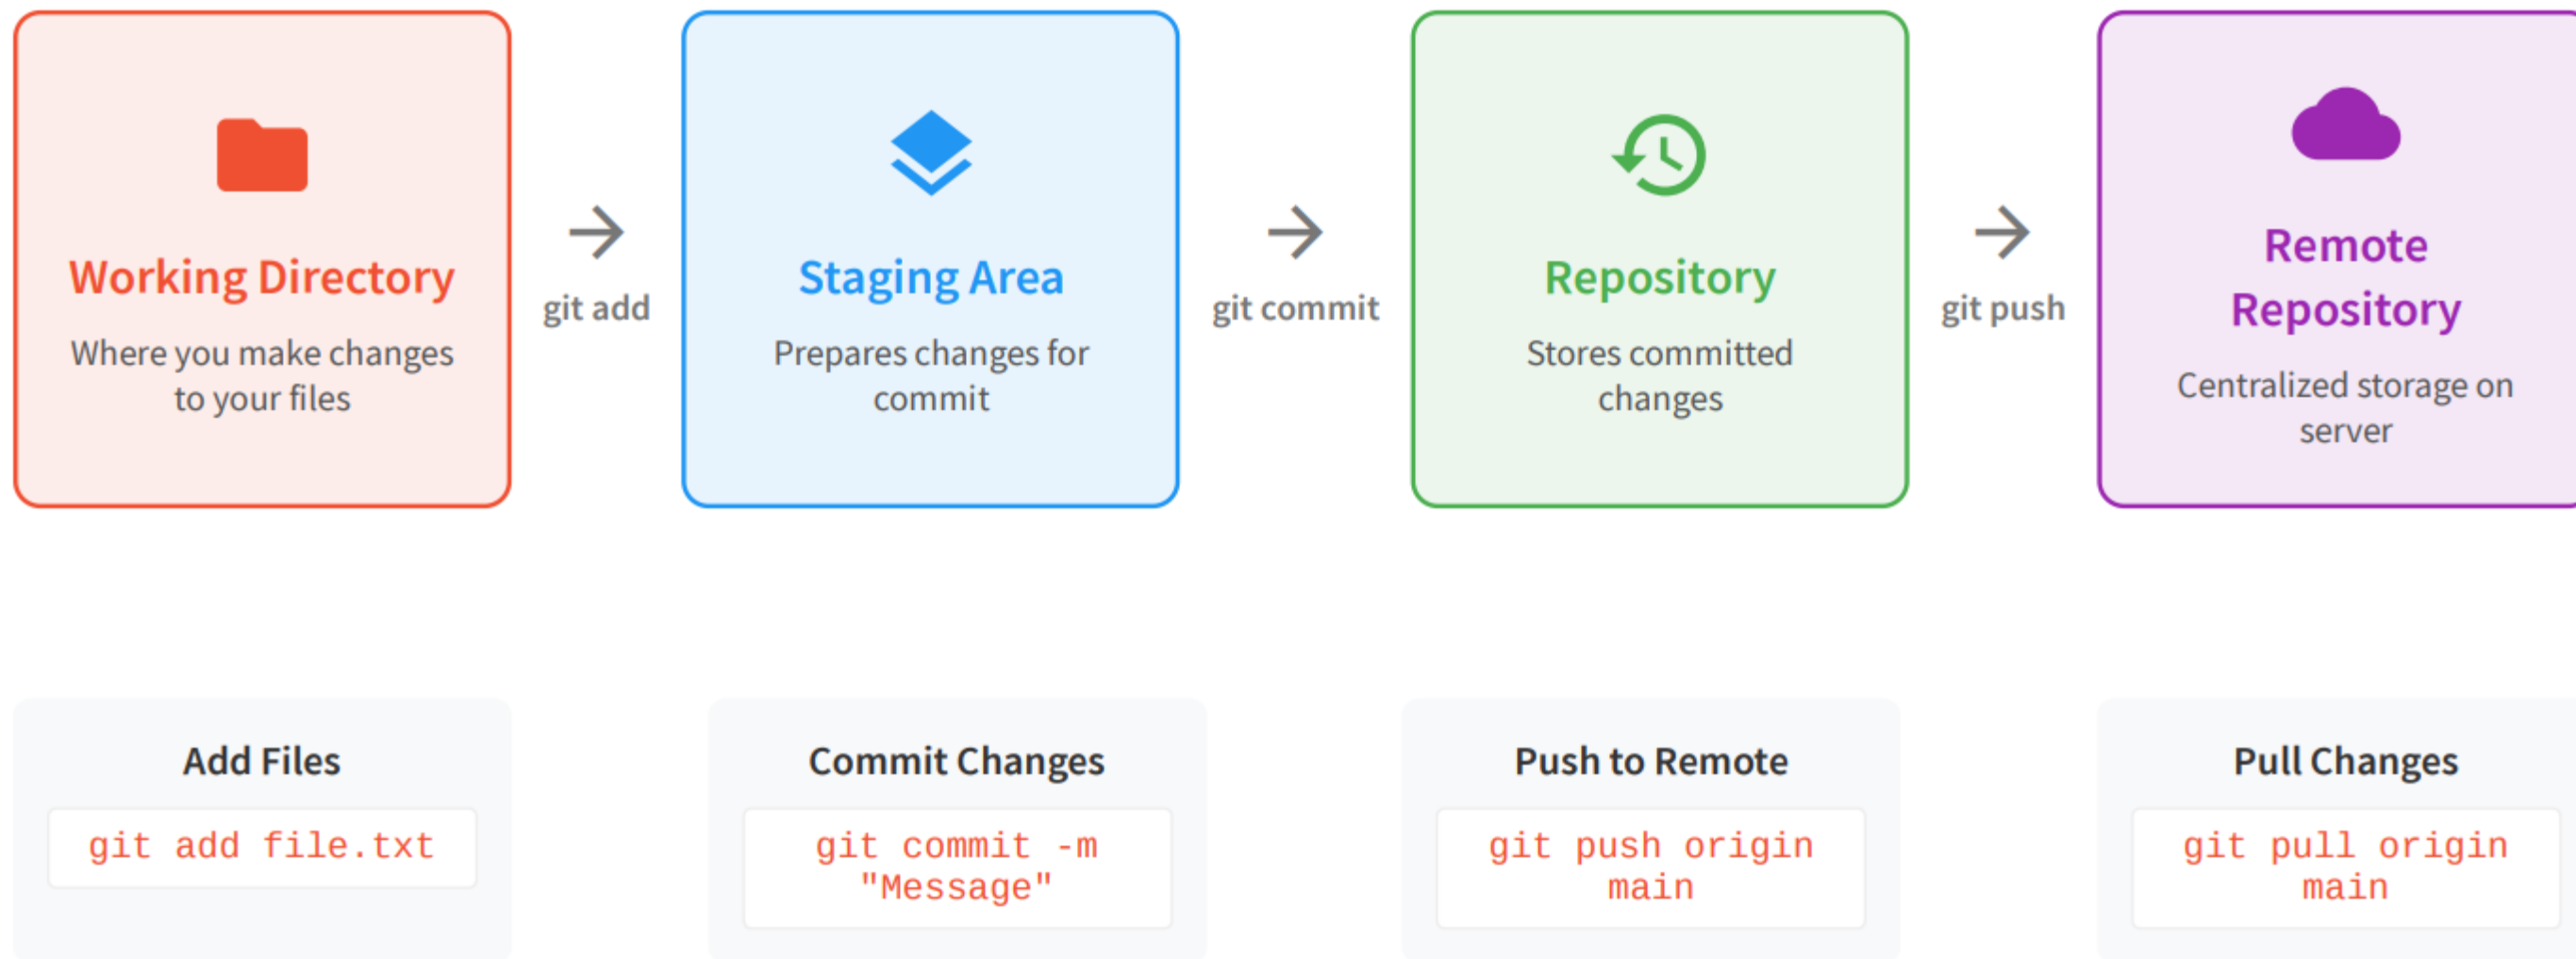 Working Directory
Where you make changes
to your files
git add
Staging Area
Prepares changes for
commit
git commit
Repository
Stores committed
changes
git push
Remote
Repository
Centralized storage on
server
Add Files
git add file.txt
Commit Changes
git commit -m
"Message"
Push to Remote
git push origin
main
Pull Changes
git pull origin
main